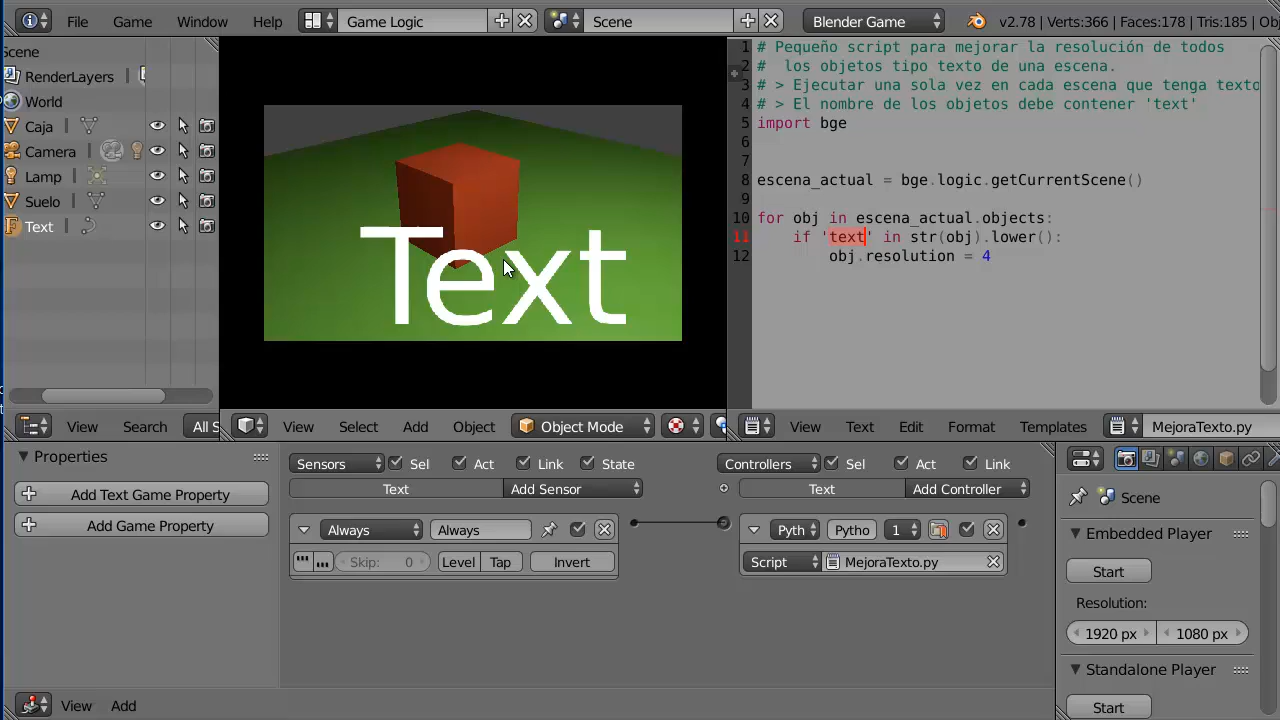 File Game Window Help Game Logic Scene Blender Game v2.78 | Verts:366 | Faces:178 | Tris:185 | Ob
Scene
RenderLayers
World
Caja
Camera
Lamp
Suelo
Text
View Search All S
Text
View Select Add Object Object Mode
1 # Pequeño script para mejorar la resolución de todos
2 #  los objetos tipo texto de una escena.
3 # > Ejecutar una sola vez en cada escena que tenga texto
4 # > El nombre de los objetos debe contener 'text'
5 import bge
6
7
8 escena_actual = bge.logic.getCurrentScene()
9
10 for obj in escena_actual.objects:
11     if 'text' in str(obj).lower():
12         obj.resolution = 4
View Text Edit Format Templates MejoraTexto.py
Properties
Add Text Game Property
Add Game Property
Sensors Sel Act Link State
Text Add Sensor
Always Always
Skip: 0 Level Tap Invert
Controllers Sel Act Link
Text Add Controller
Pyth Pytho 1
Script MejoraTexto.py
View Add
Scene
Embedded Player
Start
Resolution:
1920 px 1080 px
Standalone Player
Start